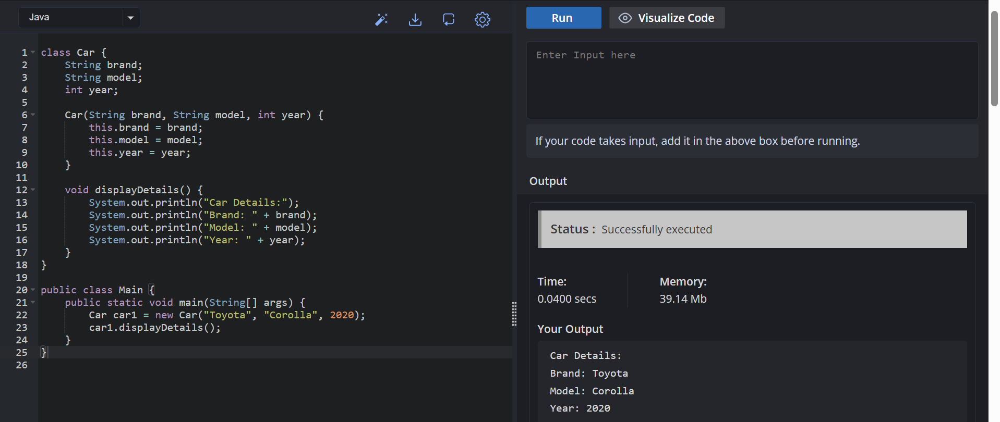 Java
1 class Car {
2     String brand;
3     String model;
4     int year;
5
6     Car(String brand, String model, int year) {
7         this.brand = brand;
8         this.model = model;
9         this.year = year;
10     }
11
12     void displayDetails() {
13         System.out.println("Car Details:");
14         System.out.println("Brand: " + brand);
15         System.out.println("Model: " + model);
16         System.out.println("Year: " + year);
17     }
18 }
19
20 public class Main {
21     public static void main(String[] args) {
22         Car car1 = new Car("Toyota", "Corolla", 2020);
23         car1.displayDetails();
24     }
25 }
26
Run
Visualize Code
Enter Input here
If your code takes input, add it in the above box before running.
Output
Status : Successfully executed
Time:
0.0400 secs
Memory:
39.14 Mb
Your Output
Car Details:
Brand: Toyota
Model: Corolla
Year: 2020